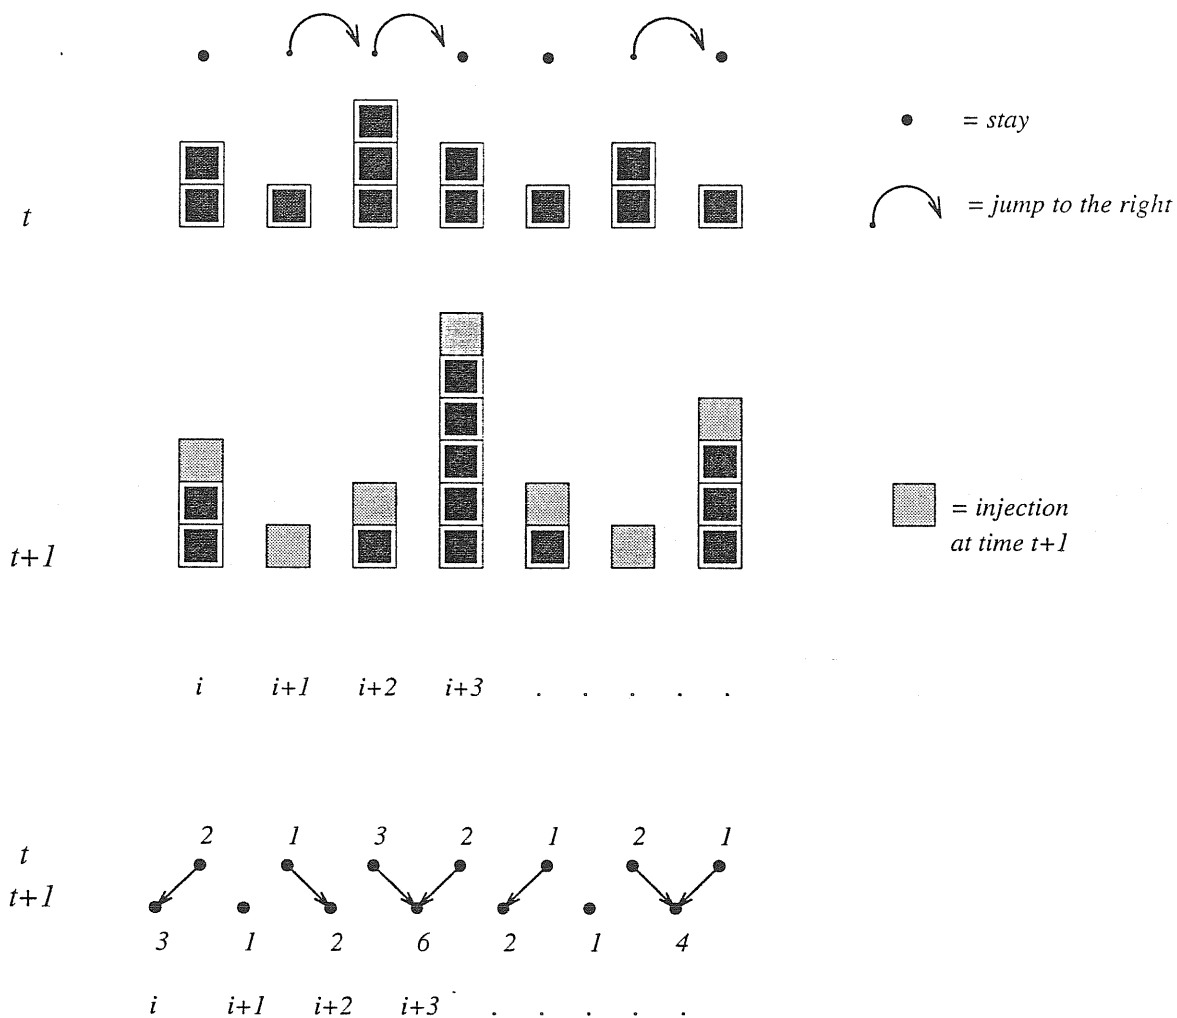 = stay
t
= jump to the right
t+1
= injection
at time t+1
i i+1 i+2 i+3 . . . . .
t
2 1 3 2 1 2 1
t+1
3 1 2 6 2 1 4
i i+1 i+2 i+3 . . . . .